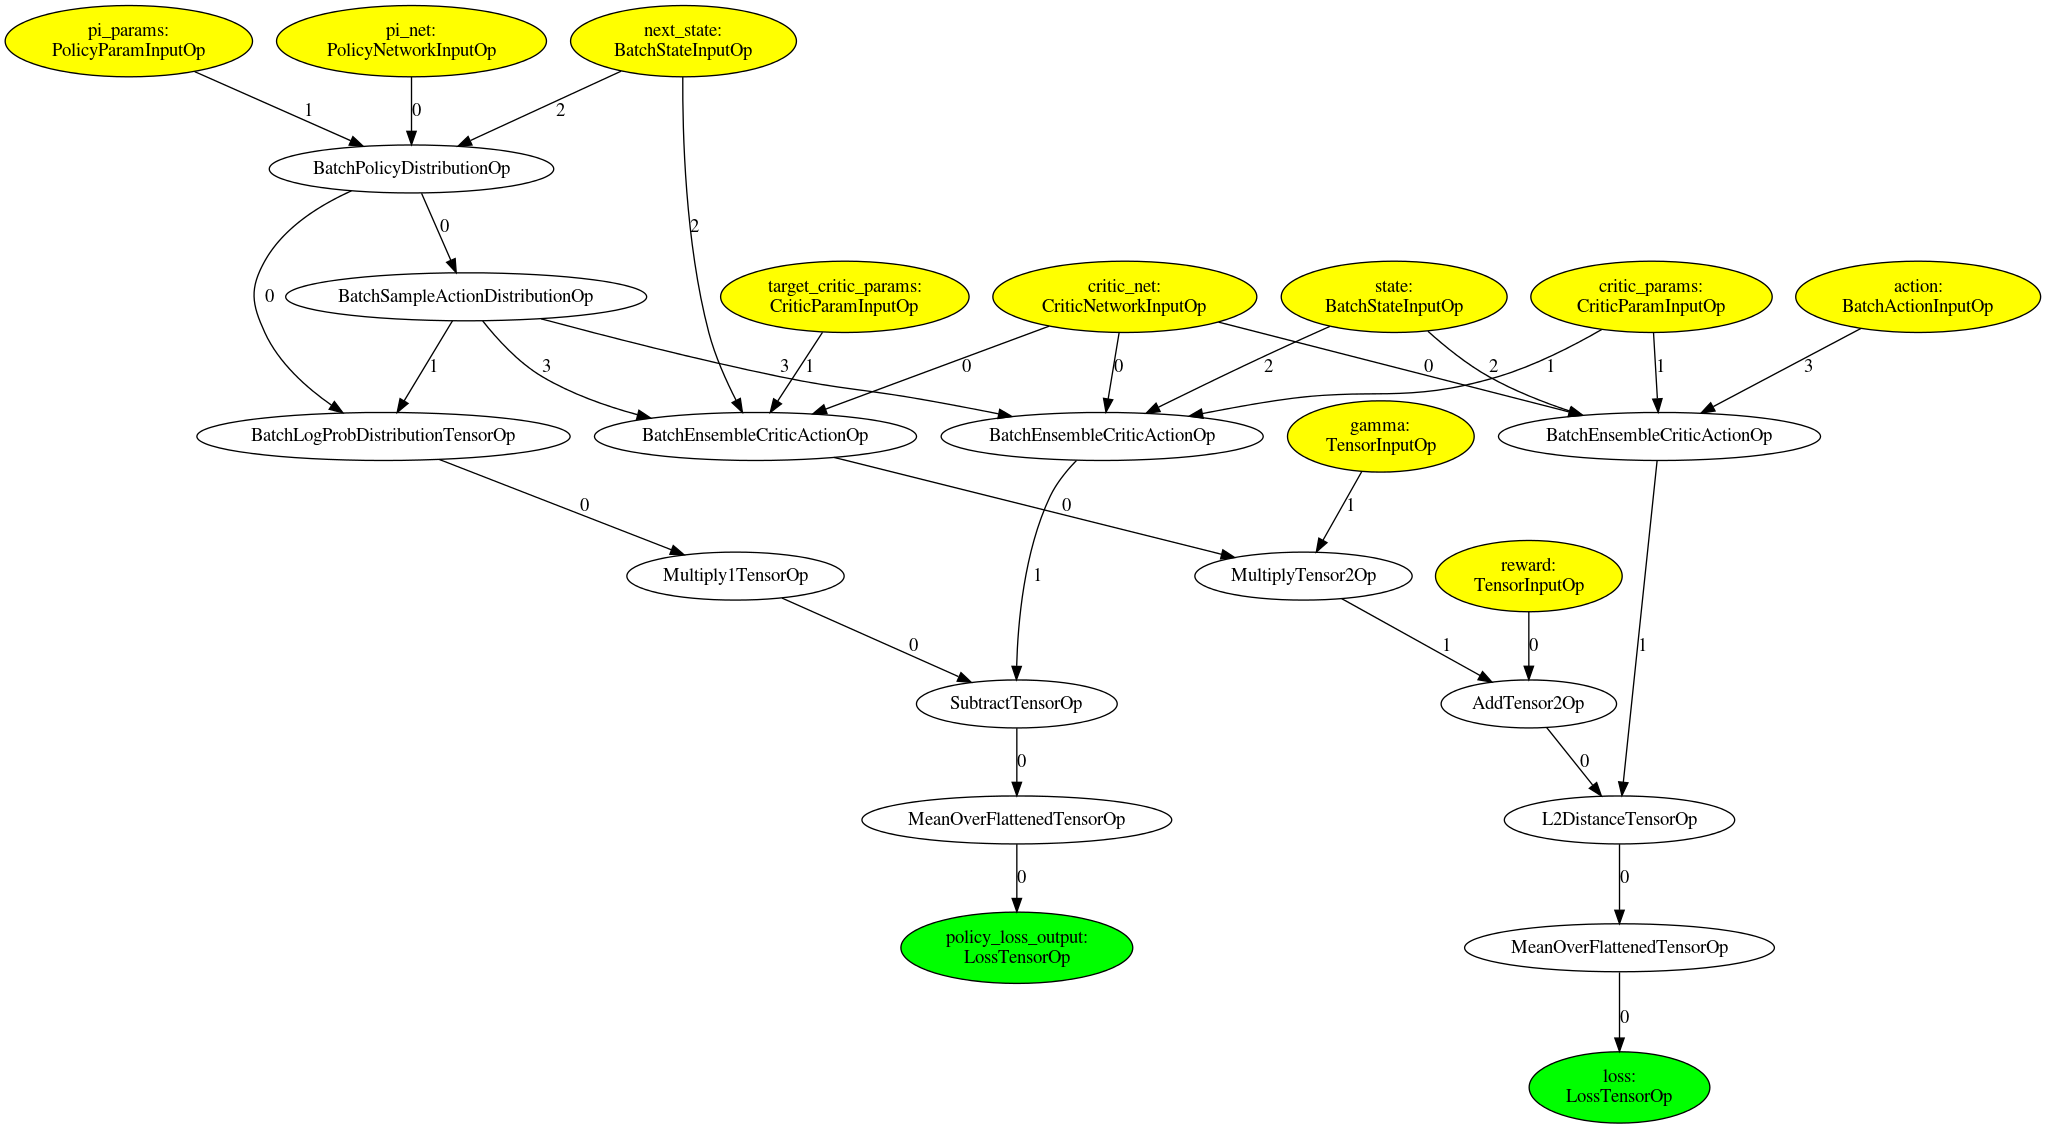 pi_params:
PolicyParamInputOp
pi_net:
PolicyNetworkInputOp
next_state:
BatchStateInputOp
1
0
2
BatchPolicyDistributionOp
0
2
0
BatchSampleActionDistributionOp
target_critic_params:
CriticParamInputOp
critic_net:
CriticNetworkInputOp
state:
BatchStateInputOp
critic_params:
CriticParamInputOp
action:
BatchActionInputOp
1
3
3
1
0
0
2
0
2
1
1
3
BatchLogProbDistributionTensorOp
BatchEnsembleCriticActionOp
BatchEnsembleCriticActionOp
gamma:
TensorInputOp
BatchEnsembleCriticActionOp
0
0
1
Multiply1TensorOp
1
MultiplyTensor2Op
reward:
TensorInputOp
0
1
0
1
SubtractTensorOp
AddTensor2Op
0
0
MeanOverFlattenedTensorOp
L2DistanceTensorOp
0
0
policy_loss_output:
LossTensorOp
MeanOverFlattenedTensorOp
0
loss:
LossTensorOp